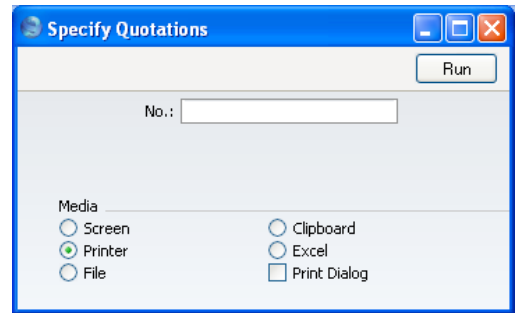 Specify Quotations
Run
No.:
Media
Screen
Clipboard
Printer
Excel
File
Print Dialog